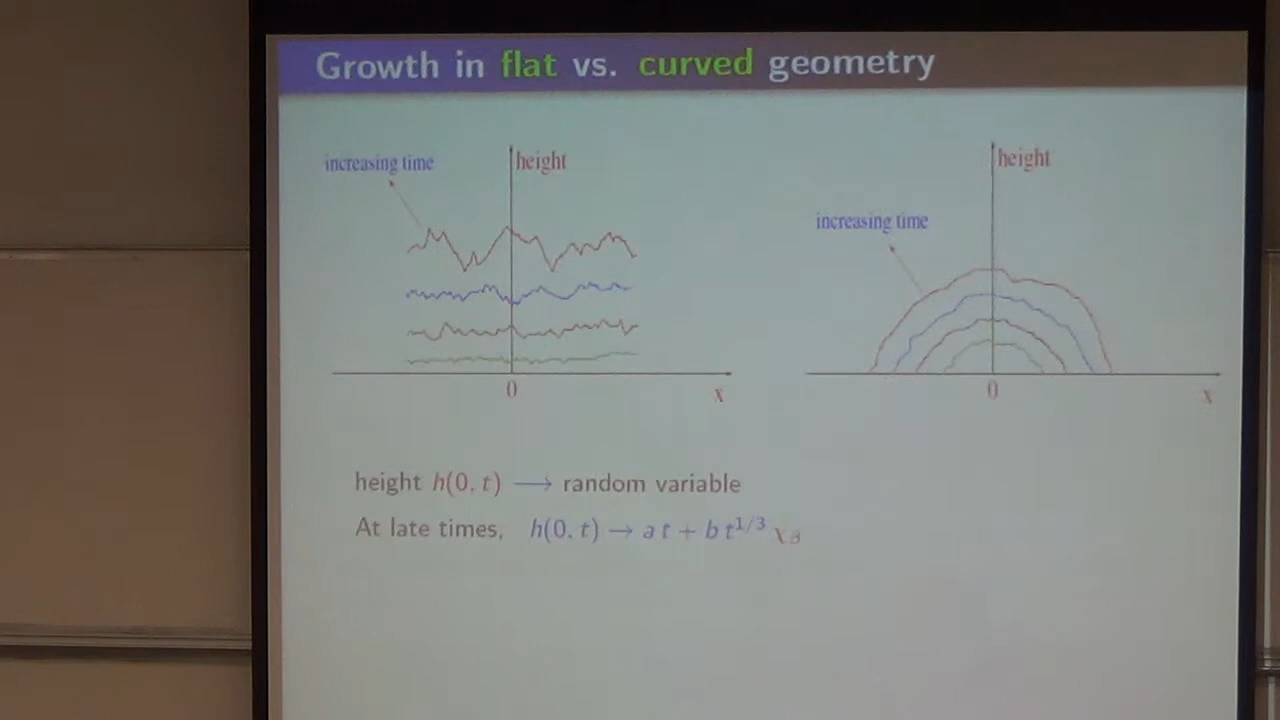 Growth in flat vs. curved geometry
increasing time
height
0
x
increasing time
height
0
x
height h(0, t) ⟶ random variable
At late times, h(0, t) → a t + b t^{1/3} χ_β